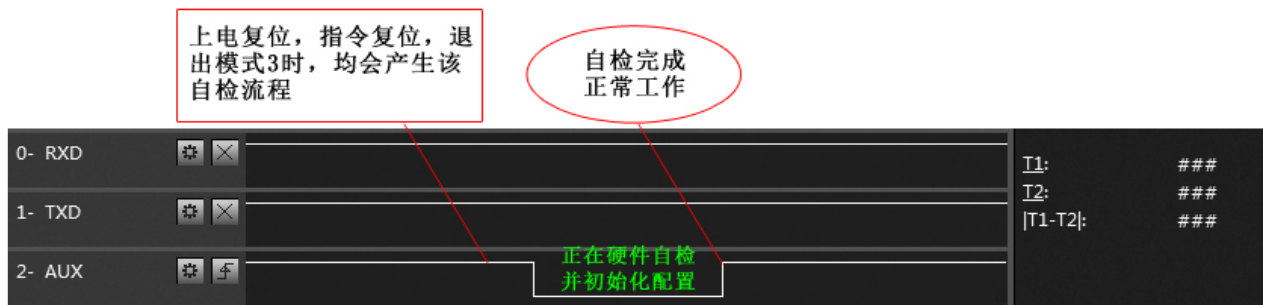 上电复位，指令复位，退
出模式3时，均会产生该
自检流程
自检完成
正常工作
0- RXD
1- TXD
2- AUX
正在硬件自检
并初始化配置
T1: ###
T2: ###
|T1-T2|: ###